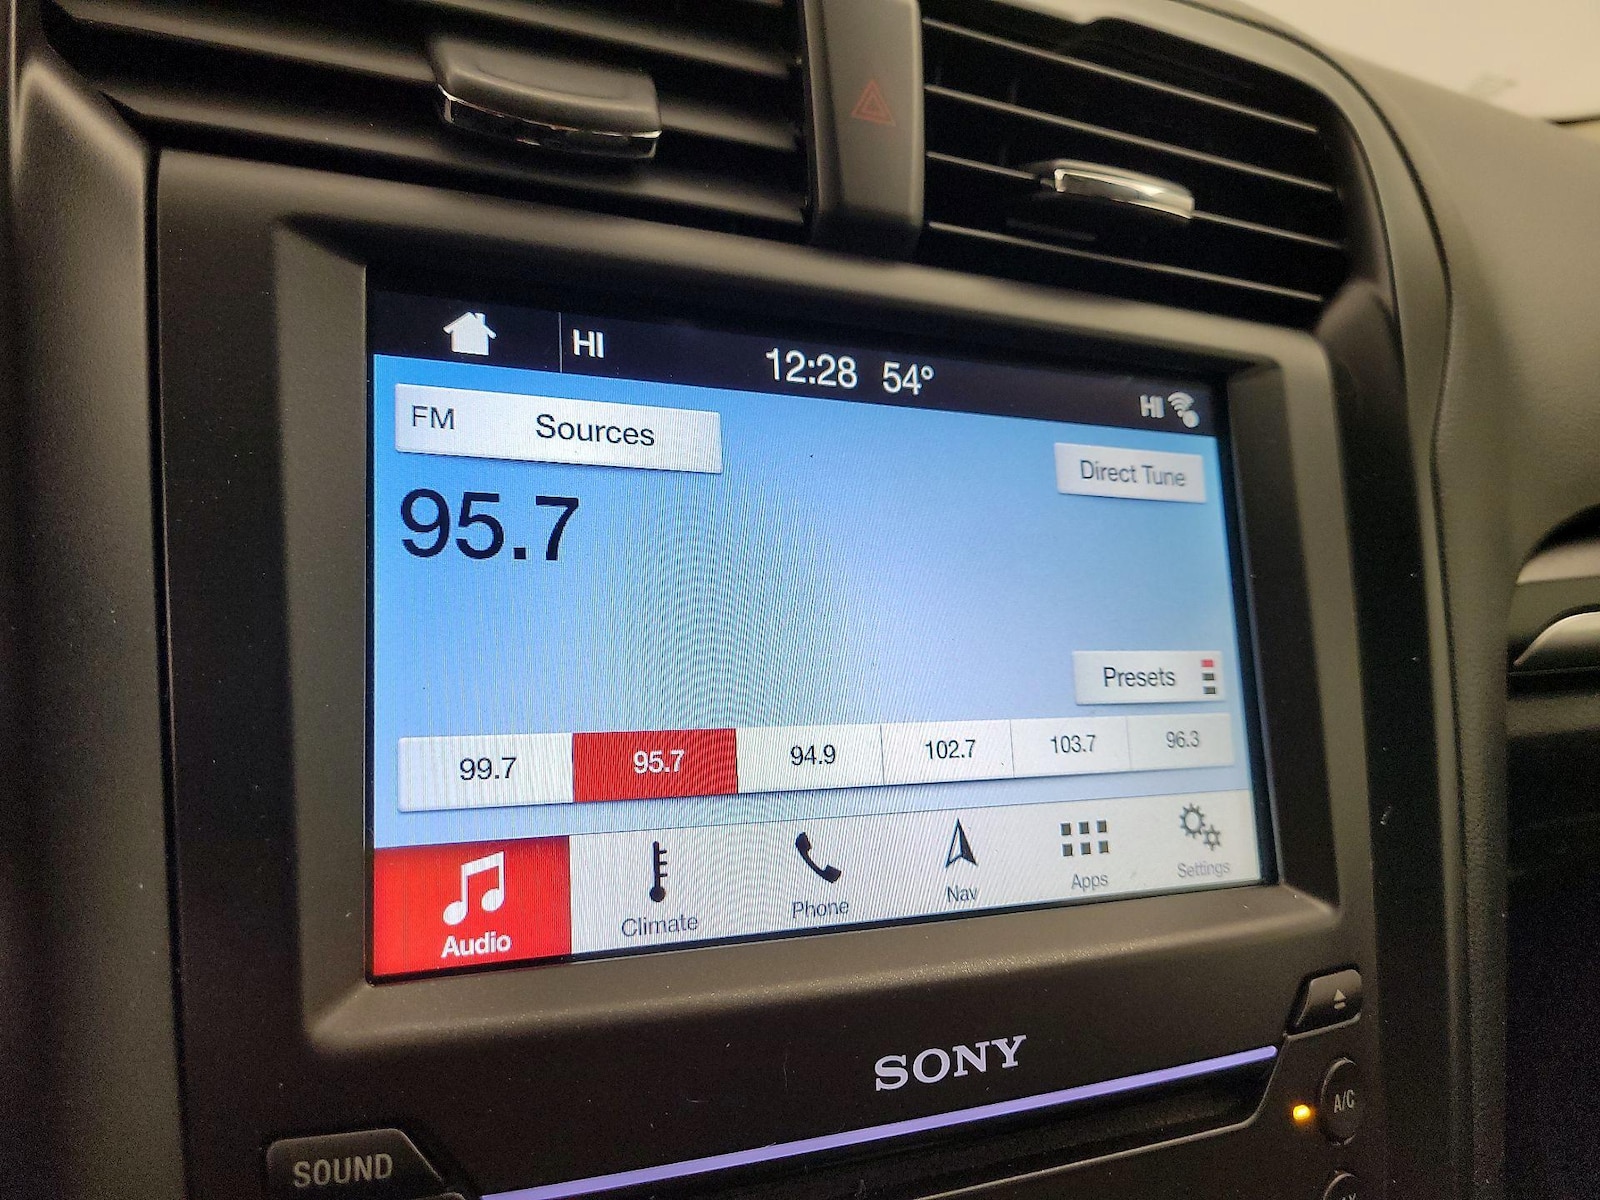 HI 12:28 54° HI
FM Sources
Direct Tune
95.7
Presets
99.7 95.7 94.9 102.7 103.7 96.3
Audio Climate Phone Nav Apps Settings
SONY
A/C
SOUND